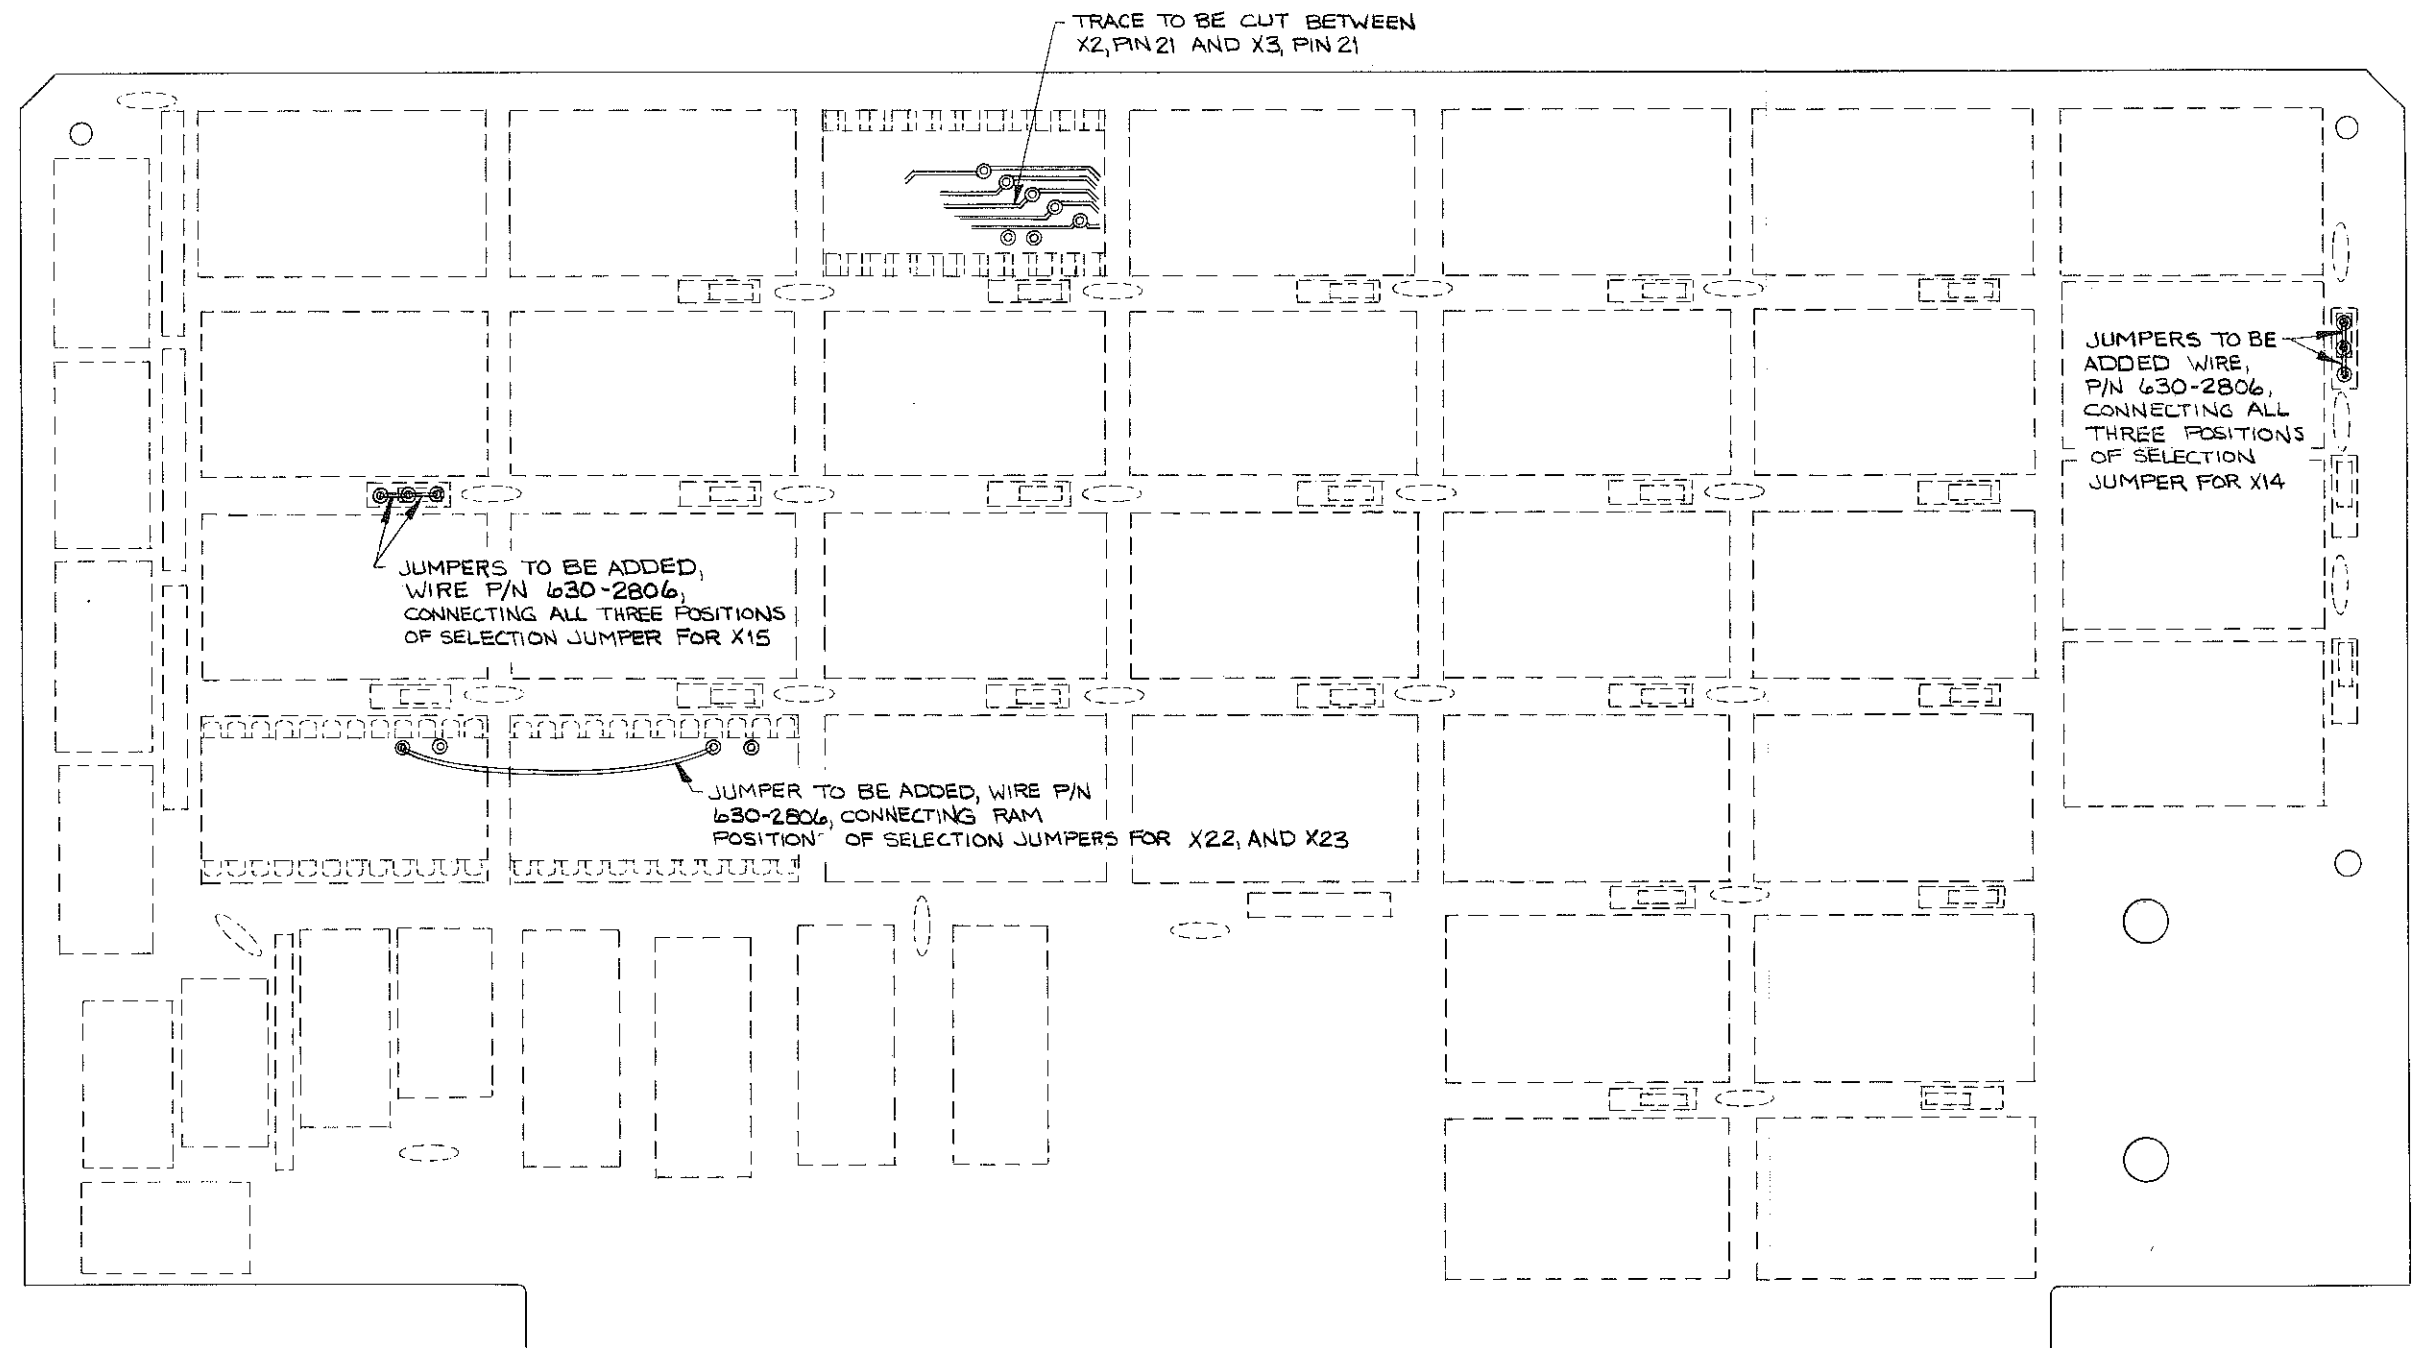 TRACE TO BE CUT BETWEEN
X2, PIN 21 AND X3, PIN 21
JUMPERS TO BE
ADDED WIRE,
P/N 630-2806,
CONNECTING ALL
THREE POSITIONS
OF SELECTION
JUMPER FOR X14
JUMPERS TO BE ADDED,
WIRE P/N 630-2806,
CONNECTING ALL THREE POSITIONS
OF SELECTION JUMPER FOR X15
JUMPER TO BE ADDED, WIRE P/N
630-2806, CONNECTING RAM
POSITION OF SELECTION JUMPERS FOR X22, AND X23